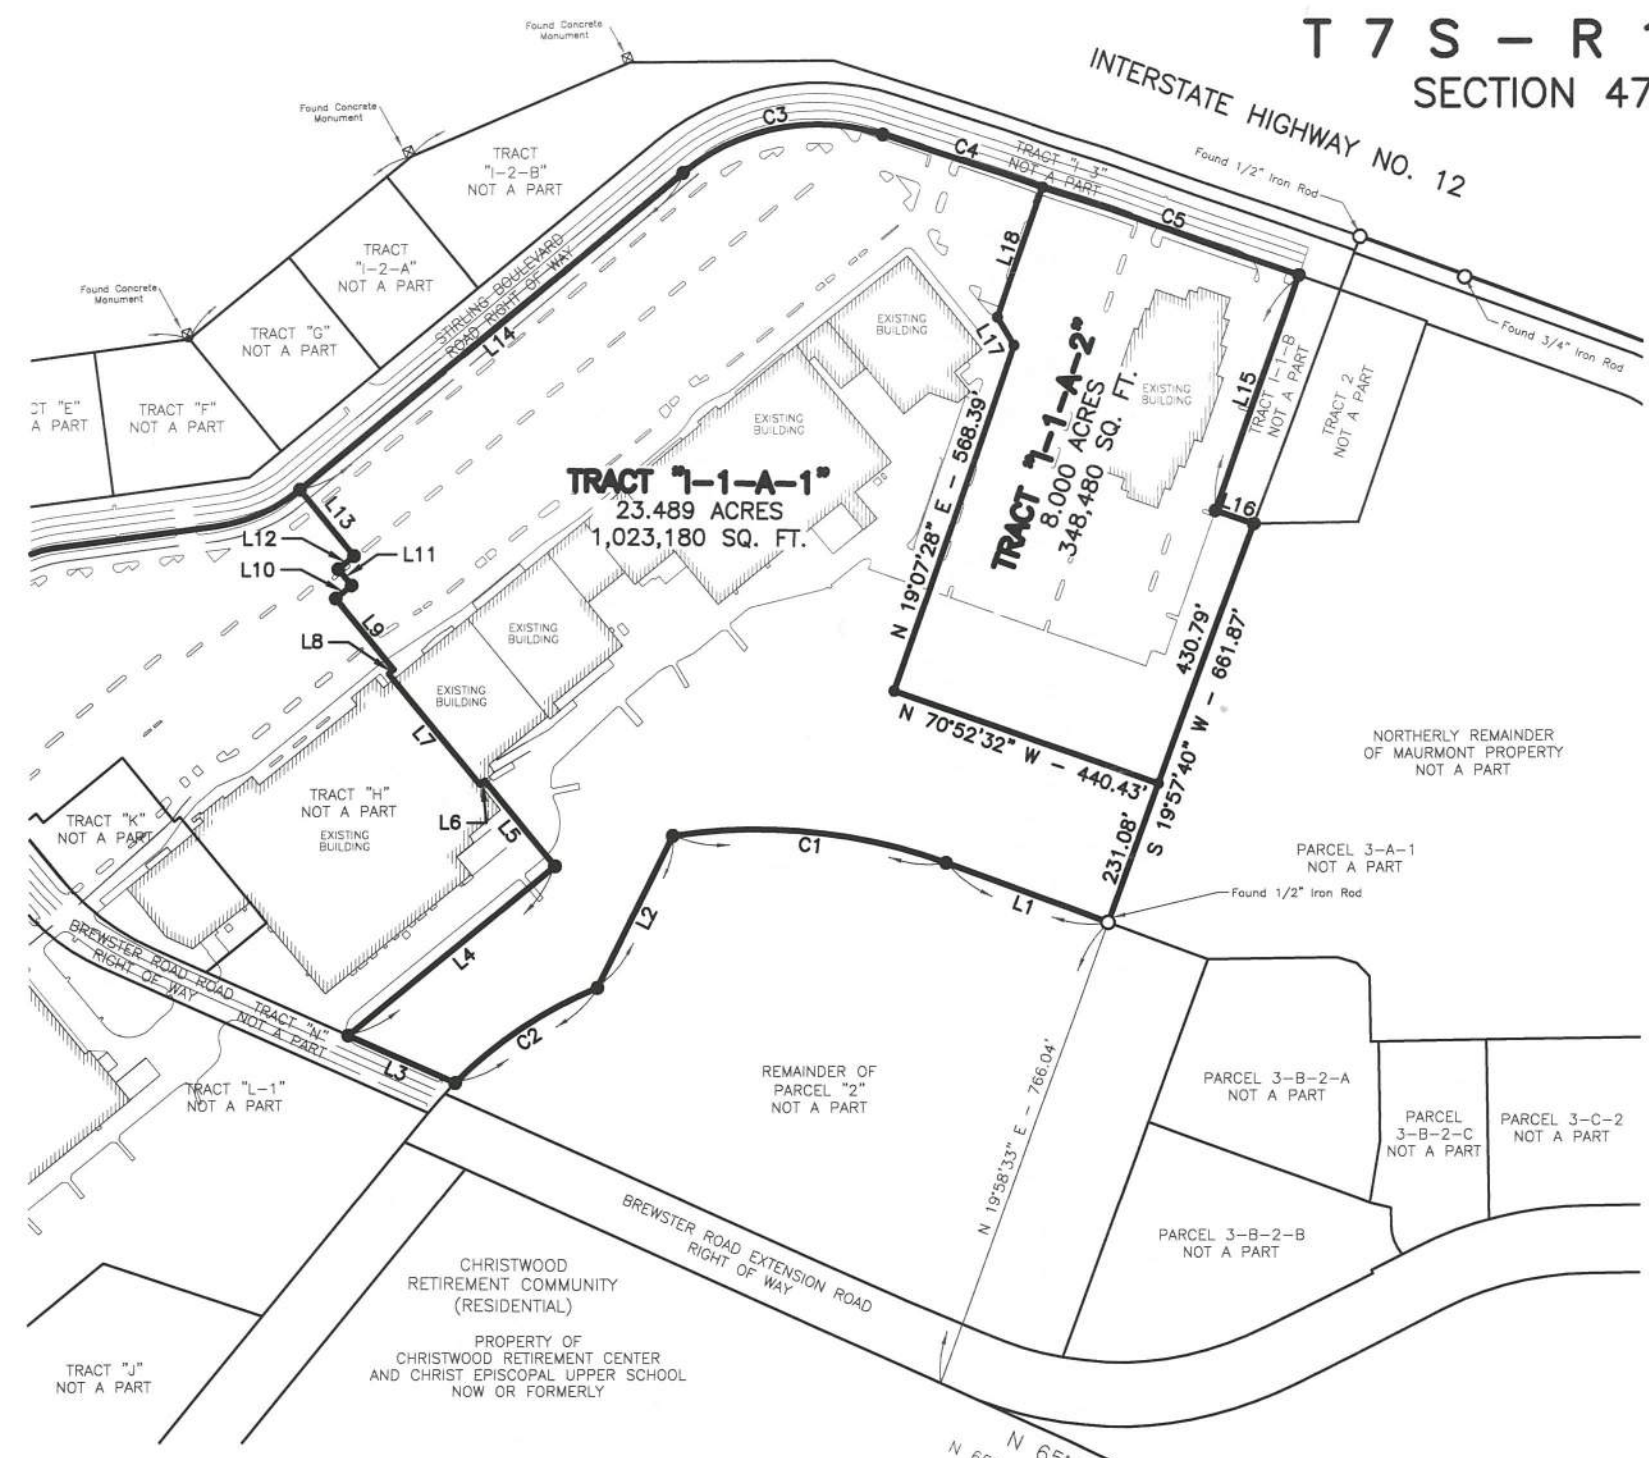 T 7 S – R
SECTION 47
INTERSTATE HIGHWAY NO. 12
Found Concrete
Monument
Found Concrete
Monument
Found Concrete
Monument
Found 1/2" Iron Rod
Found 3/4" Iron Rod
TRACT
"I-2-B"
NOT A PART
TRACT
"I-2-A"
NOT A PART
TRACT "G"
NOT A PART
TRACT "F"
NOT A PART
"E"
A PART
STIRLING BOULEVARD
ROAD RIGHT OF WAY
L14
C3
C4
TRACT "I-3"
NOT A PART
C5
L18
L17
L15
TRACT I-1-B
NOT A PART
TRACT 2
NOT A PART
L16
EXISTING
BUILDING
EXISTING
BUILDING
EXISTING
BUILDING
TRACT "I-1-A-1"
23.489 ACRES
1,023,180 SQ. FT.
TRACT "I-1-A-2"
8.000 ACRES
348,480 SQ. FT.
N 19°07'28" E – 568.39'
L13
L12
L11
L10
L9
L8
EXISTING
BUILDING
EXISTING
BUILDING
L7
L6
L5
430.79'
S 19°57'40" W – 661.87'
N 70°52'32" W – 440.43'
231.08'
NORTHERLY REMAINDER
OF MAURMONT PROPERTY
NOT A PART
TRACT "H"
NOT A PART
EXISTING
BUILDING
TRACT "K"
NOT A PART
C1
L1
PARCEL 3-A-1
NOT A PART
Found 1/2" Iron Rod
L2
L4
C2
L3
BREWSTER ROAD ROAD
RIGHT OF WAY
TRACT "N"
NOT A PART
TRACT "L-1"
NOT A PART
REMAINDER OF
PARCEL "2"
NOT A PART
N 19°58'33" E – 766.04'
PARCEL 3-B-2-A
NOT A PART
PARCEL
3-B-2-C
NOT A PART
PARCEL 3-C-2
NOT A PART
PARCEL 3-B-2-B
NOT A PART
BREWSTER ROAD EXTENSION ROAD
RIGHT OF WAY
CHRISTWOOD
RETIREMENT COMMUNITY
(RESIDENTIAL)
PROPERTY OF
CHRISTWOOD RETIREMENT CENTER
AND CHRIST EPISCOPAL UPPER SCHOOL
NOW OR FORMERLY
TRACT "J"
NOT A PART
N
N